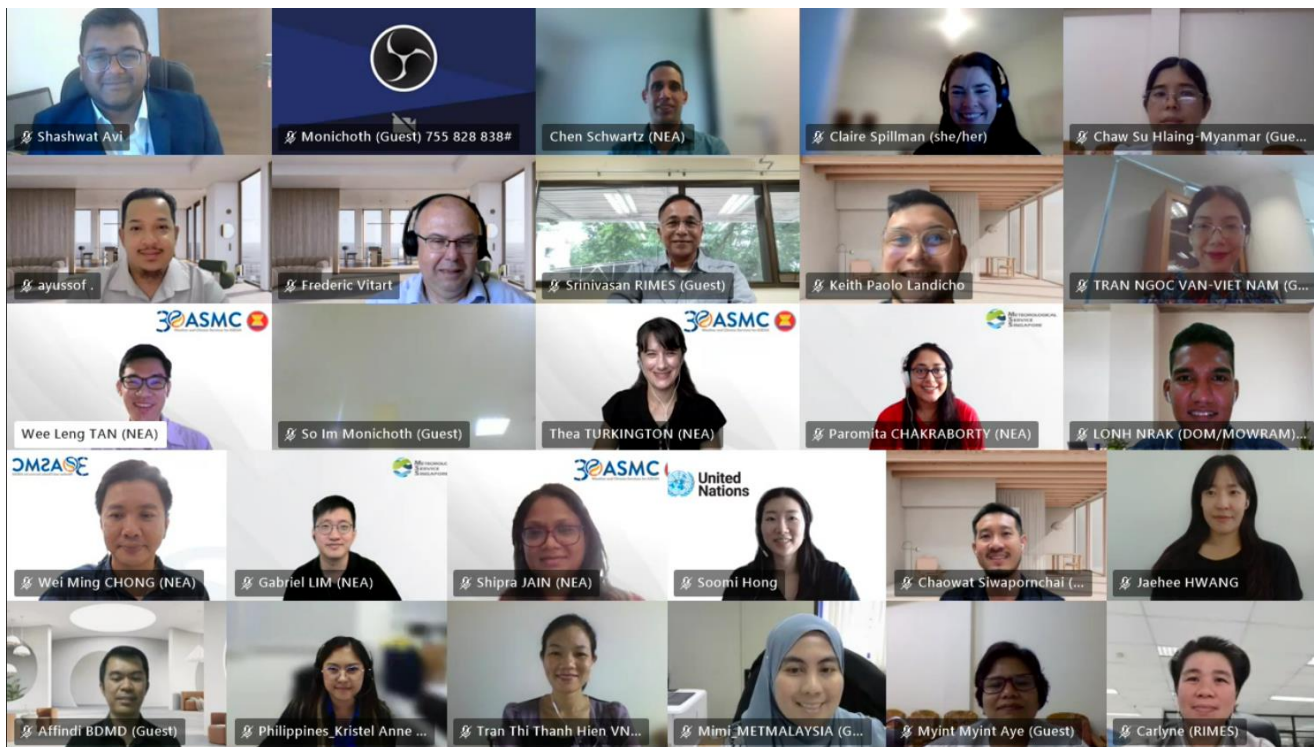 Shashwat Avi
Monichoth (Guest) 755 828 838#
Chen Schwartz (NEA)
Claire Spillman (she/her)
Chaw Su Hlaing-Myanmar (Gue...
ayussof .
Frederic Vitart
Srinivasan RIMES (Guest)
Keith Paolo Landicho
TRAN NGOC VAN-VIET NAM (G...
ASMC
ASMC
METEOROLOGICAL
SERVICE
SINGAPORE
Wee Leng TAN (NEA)
So Im Monichoth (Guest)
Thea TURKINGTON (NEA)
Paromita CHAKRABORTY (NEA)
LONH NRAK (DOM/MOWRAM)...
ASMC
ASMC
United
Nations
Wei Ming CHONG (NEA)
Gabriel LIM (NEA)
Shipra JAIN (NEA)
Soomi Hong
Chaowat Siwapornchai (...
Jaehee HWANG
Affindi BDMD (Guest)
Philippines_Kristel Anne ...
Tran Thi Thanh Hien VN...
Mimi_METMALAYSIA (G...
Myint Myint Aye (Guest)
Carlyne (RIMES)